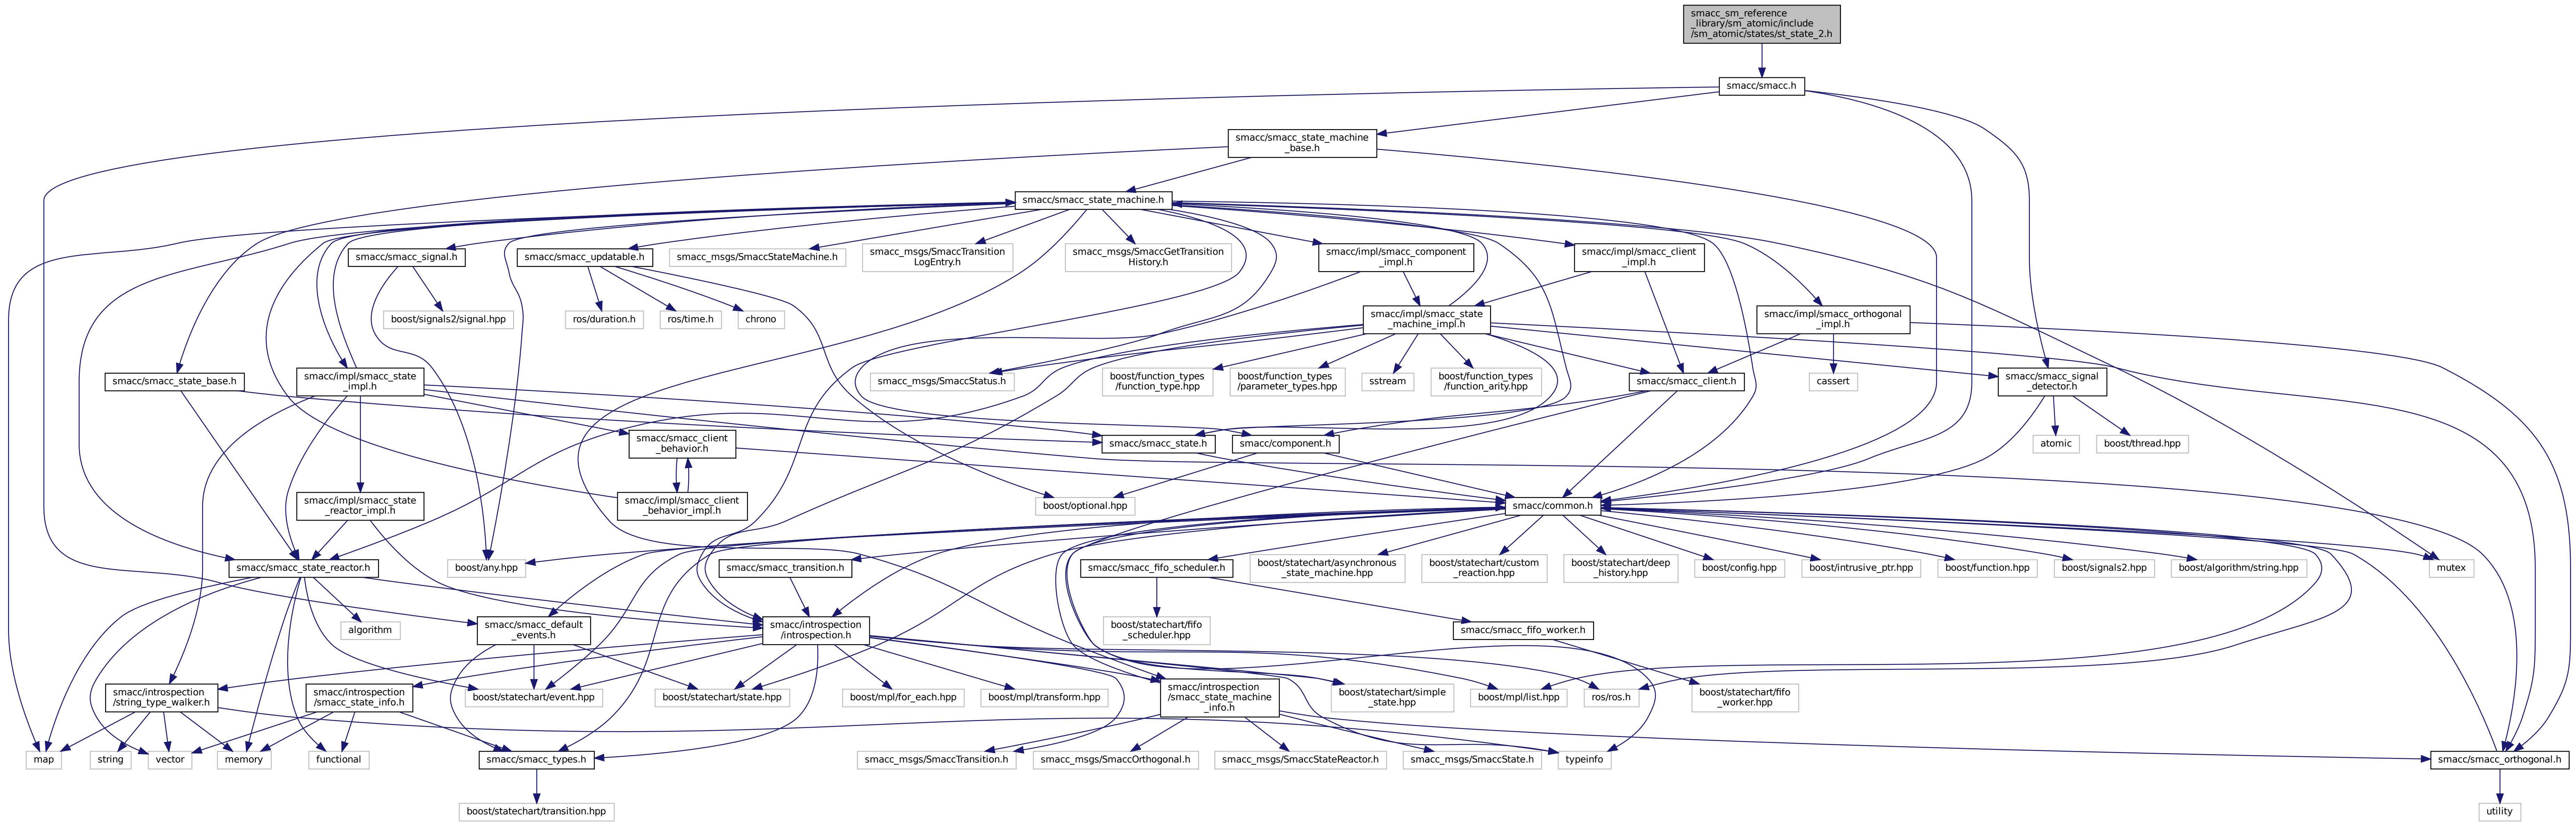 smacc_sm_reference
_library/sm_atomic/include
/sm_atomic/states/st_state_2.h
smacc/smacc.h
smacc/smacc_state_machine
_base.h
smacc/smacc_state_machine.h
smacc/smacc_signal.h
smacc/smacc_updatable.h
smacc_msgs/SmaccStateMachine.h
smacc_msgs/SmaccTransition
LogEntry.h
smacc_msgs/SmaccGetTransition
History.h
smacc/impl/smacc_component
_impl.h
smacc/impl/smacc_client
_impl.h
boost/signals2/signal.hpp
ros/duration.h
ros/time.h
chrono
smacc/impl/smacc_state
_machine_impl.h
smacc/impl/smacc_orthogonal
_impl.h
smacc/smacc_state_base.h
smacc/impl/smacc_state
_impl.h
smacc_msgs/SmaccStatus.h
boost/function_types
/function_type.hpp
boost/function_types
/parameter_types.hpp
sstream
boost/function_types
/function_arity.hpp
smacc/smacc_client.h
cassert
smacc/smacc_signal
_detector.h
smacc/smacc_client
_behavior.h
smacc/smacc_state.h
smacc/component.h
atomic
boost/thread.hpp
smacc/impl/smacc_state
_reactor_impl.h
smacc/impl/smacc_client
_behavior_impl.h
boost/optional.hpp
smacc/common.h
smacc/smacc_state_reactor.h
boost/any.hpp
smacc/smacc_transition.h
smacc/smacc_fifo_scheduler.h
boost/statechart/asynchronous
_state_machine.hpp
boost/statechart/custom
_reaction.hpp
boost/statechart/deep
_history.hpp
boost/config.hpp
boost/intrusive_ptr.hpp
boost/function.hpp
boost/signals2.hpp
boost/algorithm/string.hpp
mutex
algorithm
smacc/smacc_default
_events.h
smacc/introspection
/introspection.h
boost/statechart/fifo
_scheduler.hpp
smacc/smacc_fifo_worker.h
smacc/introspection
/string_type_walker.h
smacc/introspection
/smacc_state_info.h
boost/statechart/event.hpp
boost/statechart/state.hpp
boost/mpl/for_each.hpp
boost/mpl/transform.hpp
smacc/introspection
/smacc_state_machine
_info.h
boost/statechart/simple
_state.hpp
boost/mpl/list.hpp
ros/ros.h
boost/statechart/fifo
_worker.hpp
map
string
vector
memory
functional
smacc/smacc_types.h
smacc_msgs/SmaccTransition.h
smacc_msgs/SmaccOrthogonal.h
smacc_msgs/SmaccStateReactor.h
smacc_msgs/SmaccState.h
typeinfo
smacc/smacc_orthogonal.h
boost/statechart/transition.hpp
utility